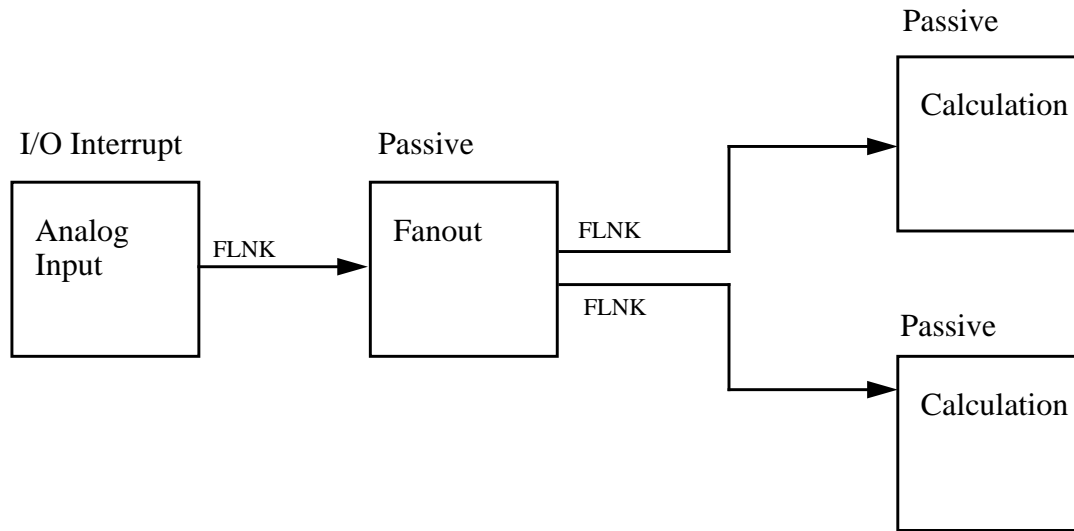 Passive
Calculation
I/O Interrupt
Passive
Analog
Input
FLNK
Fanout
FLNK
FLNK
Passive
Calculation